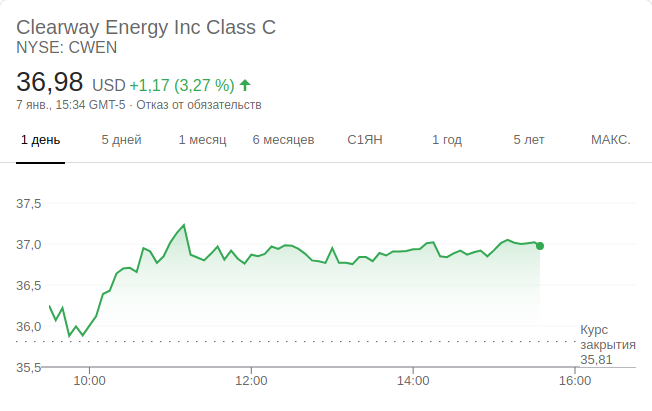 Clearway Energy Inc Class C
NYSE: CWEN
36,98 USD +1,17 (3,27 %)
7 янв., 15:34 GMT-5 · Отказ от обязательств
1 день 5 дней 1 месяц 6 месяцев С1ЯН 1 год 5 лет МАКС.
37,5
37,0
36,5
36,0
Курс
закрытия
35,81
35,5
10:00 12:00 14:00 16:00